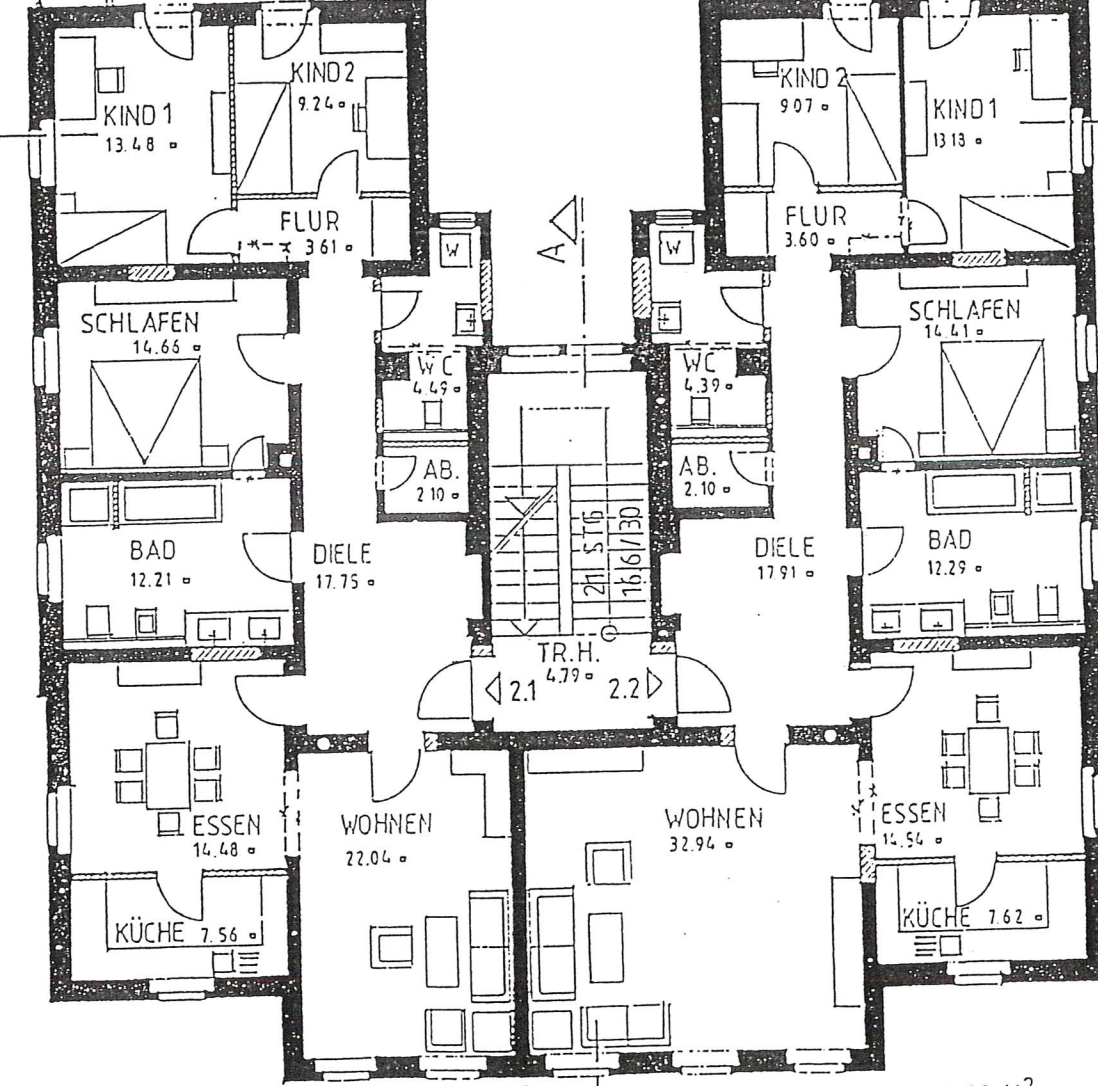 KIND 1
13.48
KIND 2
9.24
KIND 2
9.07
KIND 1
13.13
FLUR
3.61
FLUR
3.60
A
W
W
SCHLAFEN
14.66
WC
4.49
WC
4.39
SCHLAFEN
14.41
AB.
2.10
AB.
2.10
21 STG
16.6/130
BAD
12.21
DIELE
17.75
DIELE
17.91
BAD
12.29
TR.H.
4.79
2.1
2.2
ESSEN
14.48
WOHNEN
22.04
WOHNEN
32.94
ESSEN
14.54
KÜCHE 7.56
KÜCHE 7.62